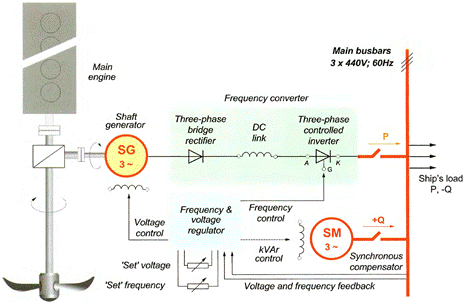 Main
engine
Main busbars
3 x 440V; 60Hz
Frequency converter
Shaft
generator
Three-phase
bridge
rectifier
DC
link
Three-phase
controlled
inverter
SG
3 ~
A
K
G
P
Ship's load
P, -Q
Voltage
control
Frequency &
voltage
regulator
Frequency
control
kVAr
control
SM
3 ~
+Q
Synchronous
compensator
'Set' voltage
'Set' frequency
Voltage and frequency feedback